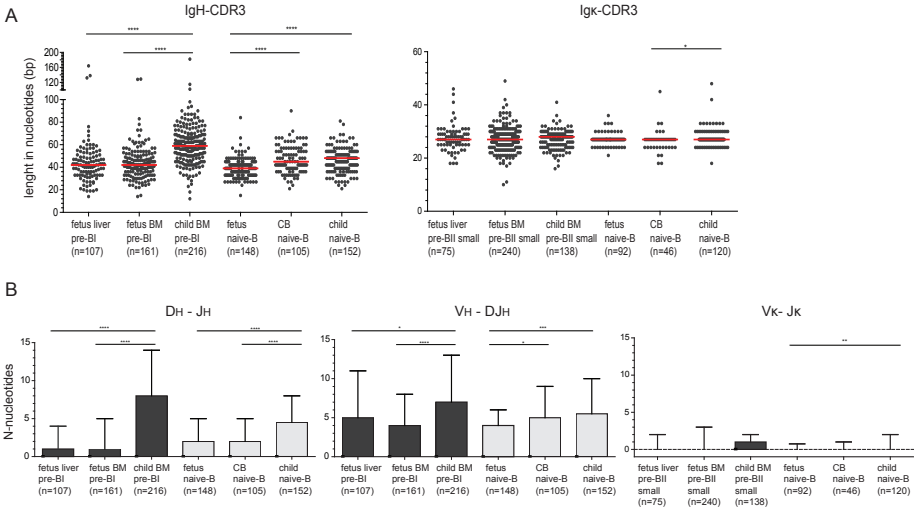 A
IgH-CDR3
Igκ-CDR3
lenght in nucleotides (bp)
200
160
120
100
80
60
40
20
0
60
40
20
0
****
****
****
****
****
*
fetus liver pre-BI (n=107)
fetus BM pre-BI (n=161)
child BM pre-BI (n=216)
fetus naive-B (n=148)
CB naive-B (n=105)
child naive-B (n=152)
fetus liver pre-BII small (n=75)
fetus BM pre-BII small (n=240)
child BM pre-BII small (n=138)
fetus naive-B (n=92)
CB naive-B (n=46)
child naive-B (n=120)
B
DH - JH
VH - DJH
Vκ- Jκ
N-nucleotides
15
10
5
0
15
10
5
0
15
10
5
0
****
****
****
****
*
****
***
*
**
fetus liver pre-BI (n=107)
fetus BM pre-BI (n=161)
child BM pre-BI (n=216)
fetus naive-B (n=148)
CB naive-B (n=105)
child naive-B (n=152)
fetus liver pre-BI (n=107)
fetus BM pre-BI (n=161)
child BM pre-BI (n=216)
fetus naive-B (n=148)
CB naive-B (n=105)
child naive-B (n=152)
fetus liver pre-BII small (n=75)
fetus BM pre-BII small (n=240)
child BM pre-BII small (n=138)
fetus naive-B (n=92)
CB naive-B (n=46)
child naive-B (n=120)